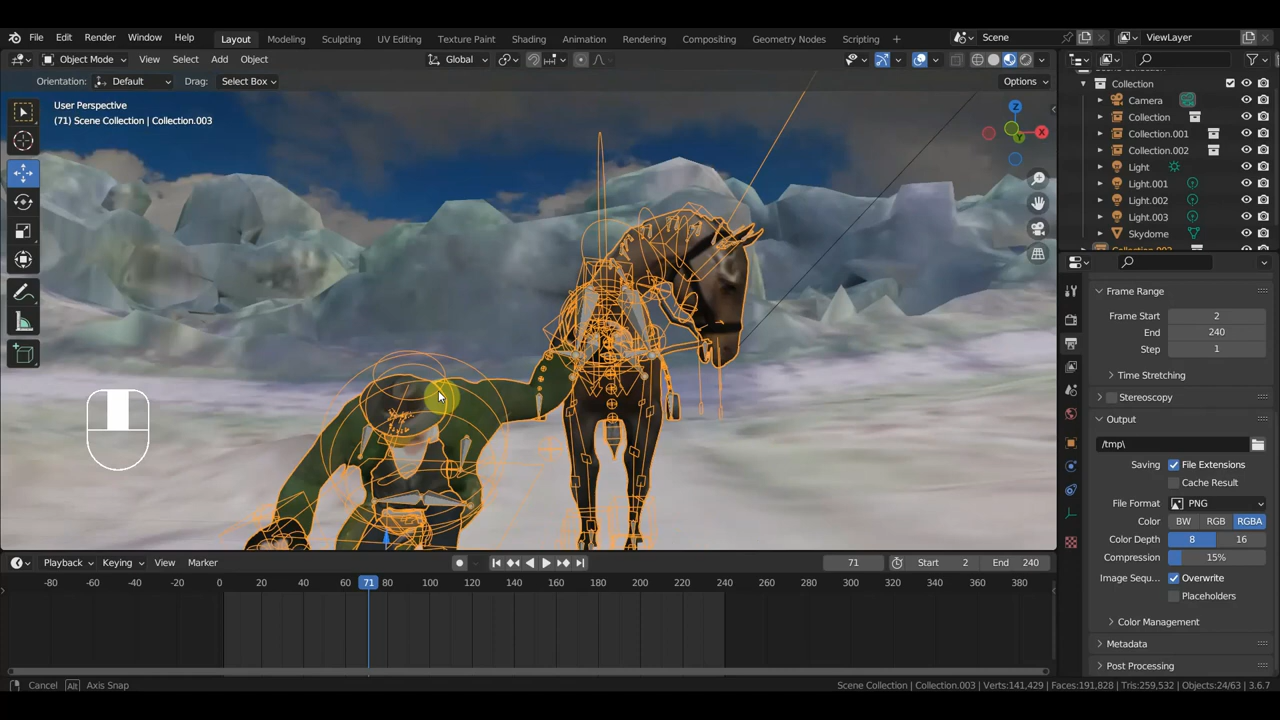 File Edit Render Window Help Layout Modeling Sculpting UV Editing Texture Paint Shading Animation Rendering Compositing Geometry Nodes Scripting + Scene ViewLayer
Object Mode View Select Add Object Global
Orientation: Default Drag: Select Box Options
User Perspective
(71) Scene Collection | Collection.003
Z
X
Y
Collection
Camera
Collection
Collection.001
Collection.002
Light
Light.001
Light.002
Light.003
Skydome
Frame Range
Frame Start 2
End 240
Step 1
Time Stretching
Stereoscopy
Output
/tmp\
Saving File Extensions
Cache Result
File Format PNG
Color BW RGB RGBA
Color Depth 8 16
Compression 15%
Image Sequ... Overwrite
Placeholders
Color Management
Metadata
Post Processing
Playback Keying View Marker 71 Start 2 End 240
-80 -60 -40 -20 0 20 40 60 71 80 100 120 140 160 180 200 220 240 260 280 300 320 340 360 380
Cancel Alt Axis Snap Scene Collection | Collection.003 | Verts:141,429 | Faces:191,828 | Tris:259,532 | Objects:24/63 | 3.6.7